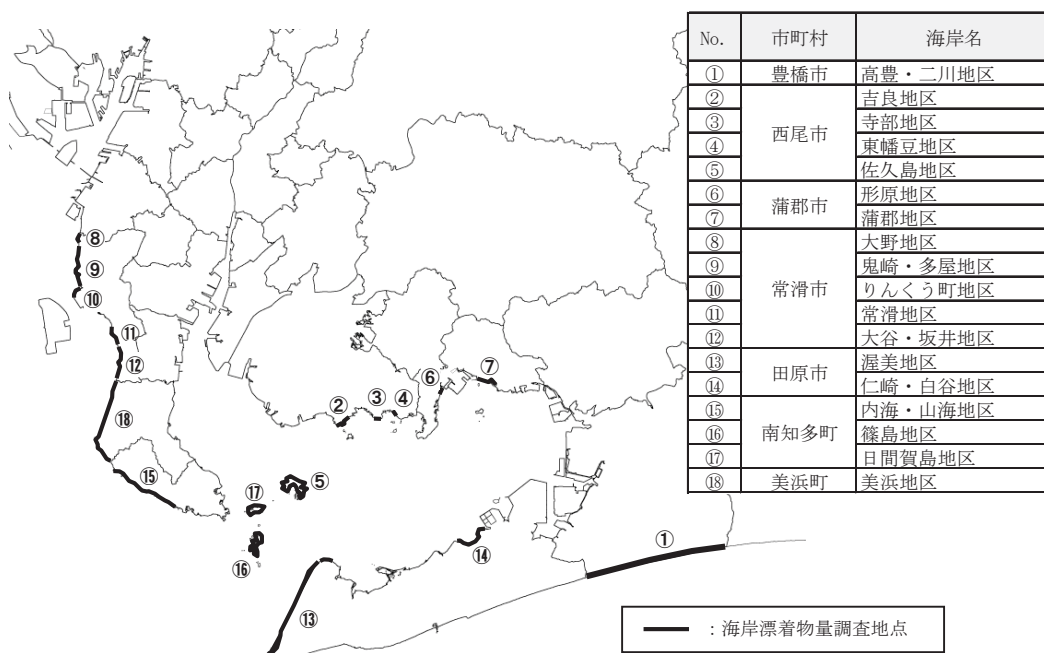 No. 市町村 海岸名
① 豊橋市 高豊・二川地区
② 西尾市 吉良地区
③ 寺部地区
④ 東幡豆地区
⑤ 佐久島地区
⑥ 蒲郡市 形原地区
⑦ 蒲郡地区
⑧ 常滑市 大野地区
⑨ 鬼崎・多屋地区
⑩ りんくう町地区
⑪ 常滑地区
⑫ 大谷・坂井地区
⑬ 田原市 渥美地区
⑭ 仁崎・白谷地区
⑮ 南知多町 内海・山海地区
⑯ 篠島地区
⑰ 日間賀島地区
⑱ 美浜町 美浜地区
⑧
⑨
⑩
⑪
⑫
⑱
⑮
⑰
⑯
⑤
②
③
④
⑥
⑦
⑭
①
⑬
：海岸漂着物量調査地点